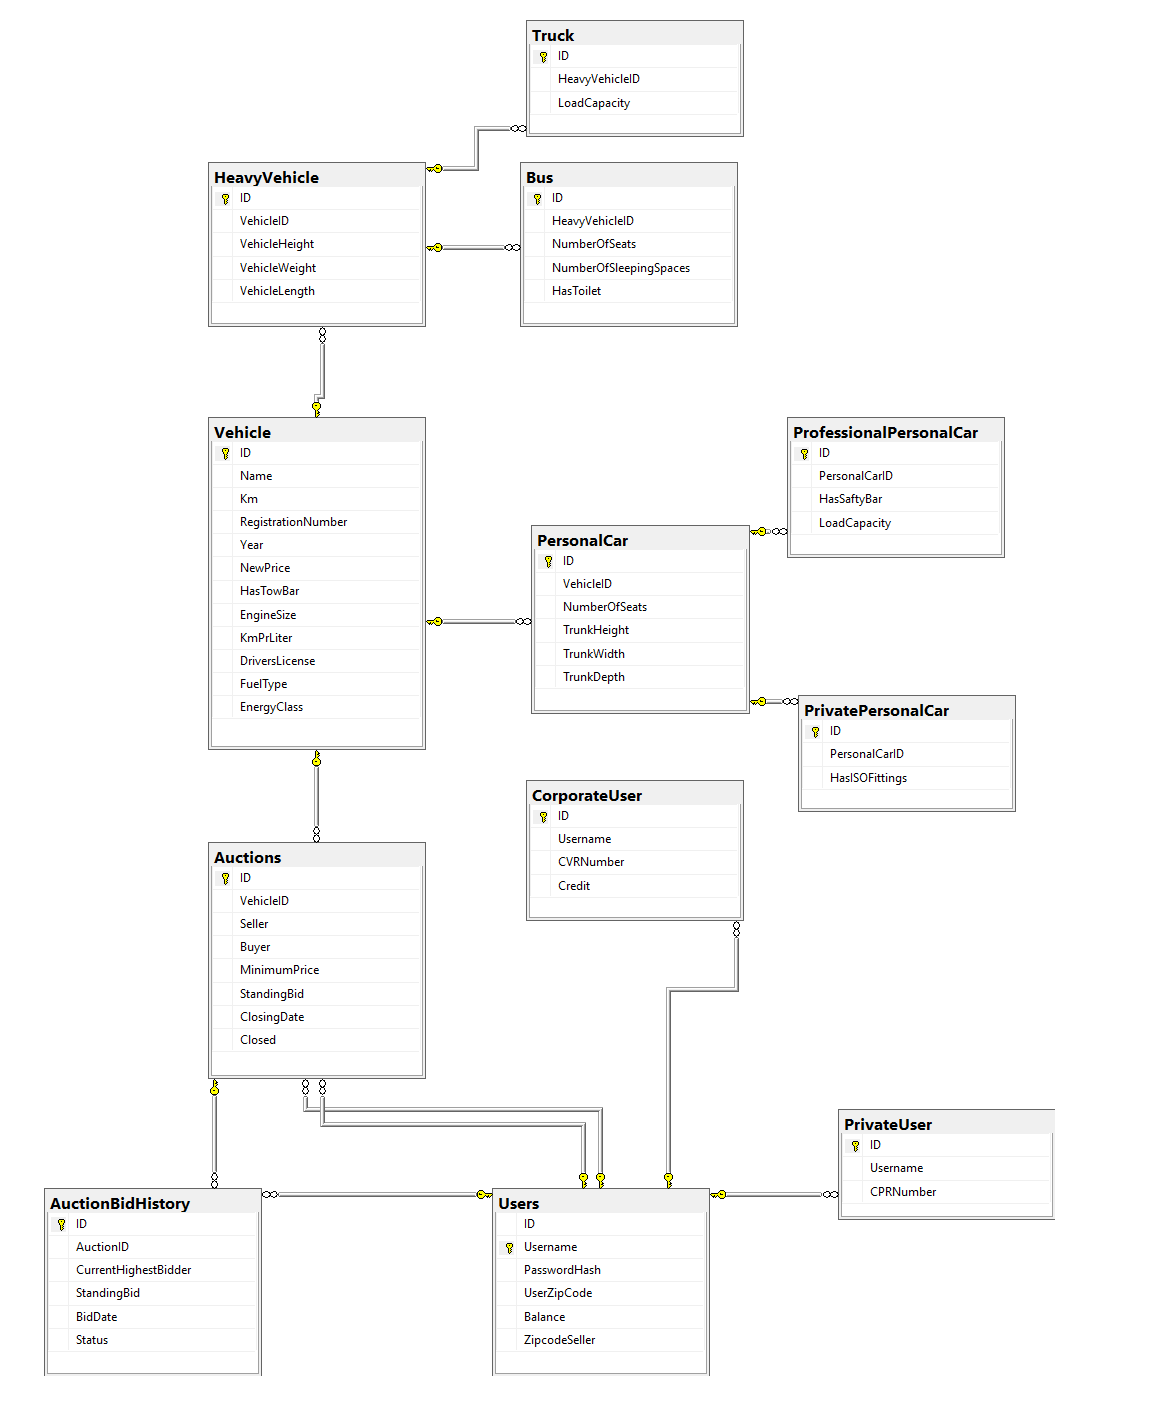 Truck
ID
HeavyVehicleID
LoadCapacity
HeavyVehicle
ID
VehicleID
VehicleHeight
VehicleWeight
VehicleLength
Bus
ID
HeavyVehicleID
NumberOfSeats
NumberOfSleepingSpaces
HasToilet
Vehicle
ID
Name
Km
RegistrationNumber
Year
NewPrice
HasTowBar
EngineSize
KmPrLiter
DriversLicense
FuelType
EnergyClass
ProfessionalPersonalCar
ID
PersonalCarID
HasSaftyBar
LoadCapacity
PersonalCar
ID
VehicleID
NumberOfSeats
TrunkHeight
TrunkWidth
TrunkDepth
PrivatePersonalCar
ID
PersonalCarID
HasISOFittings
CorporateUser
ID
Username
CVRNumber
Credit
Auctions
ID
VehicleID
Seller
Buyer
MinimumPrice
StandingBid
ClosingDate
Closed
PrivateUser
ID
Username
CPRNumber
AuctionBidHistory
ID
AuctionID
CurrentHighestBidder
StandingBid
BidDate
Status
Users
ID
Username
PasswordHash
UserZipCode
Balance
ZipcodeSeller